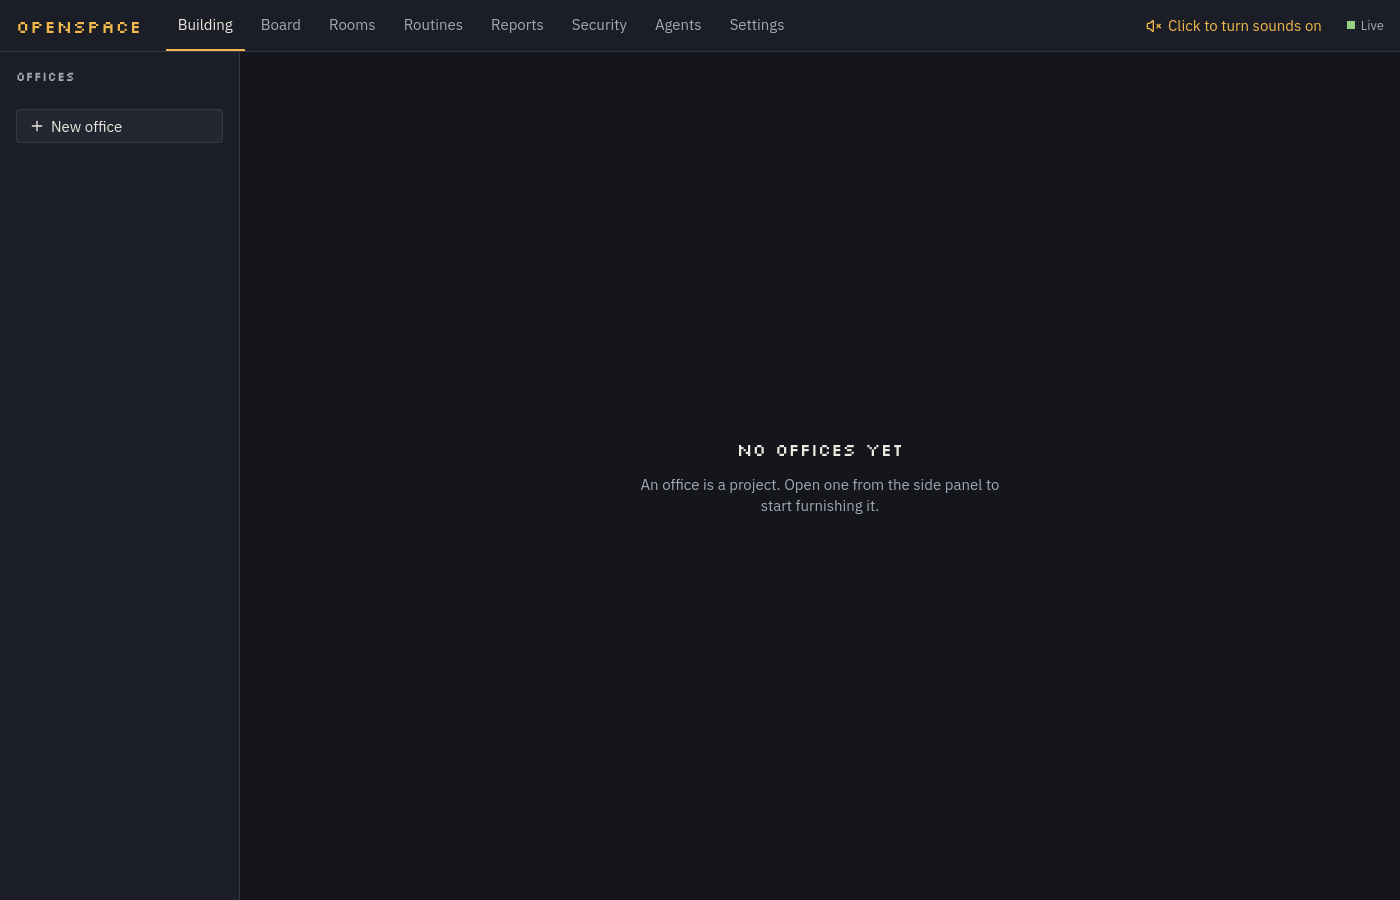 OPENSPACE
Building
Board
Rooms
Routines
Reports
Security
Agents
Settings
Click to turn sounds on
Live
OFFICES
+ New office
NO OFFICES YET
An office is a project. Open one from the side panel to
start furnishing it.